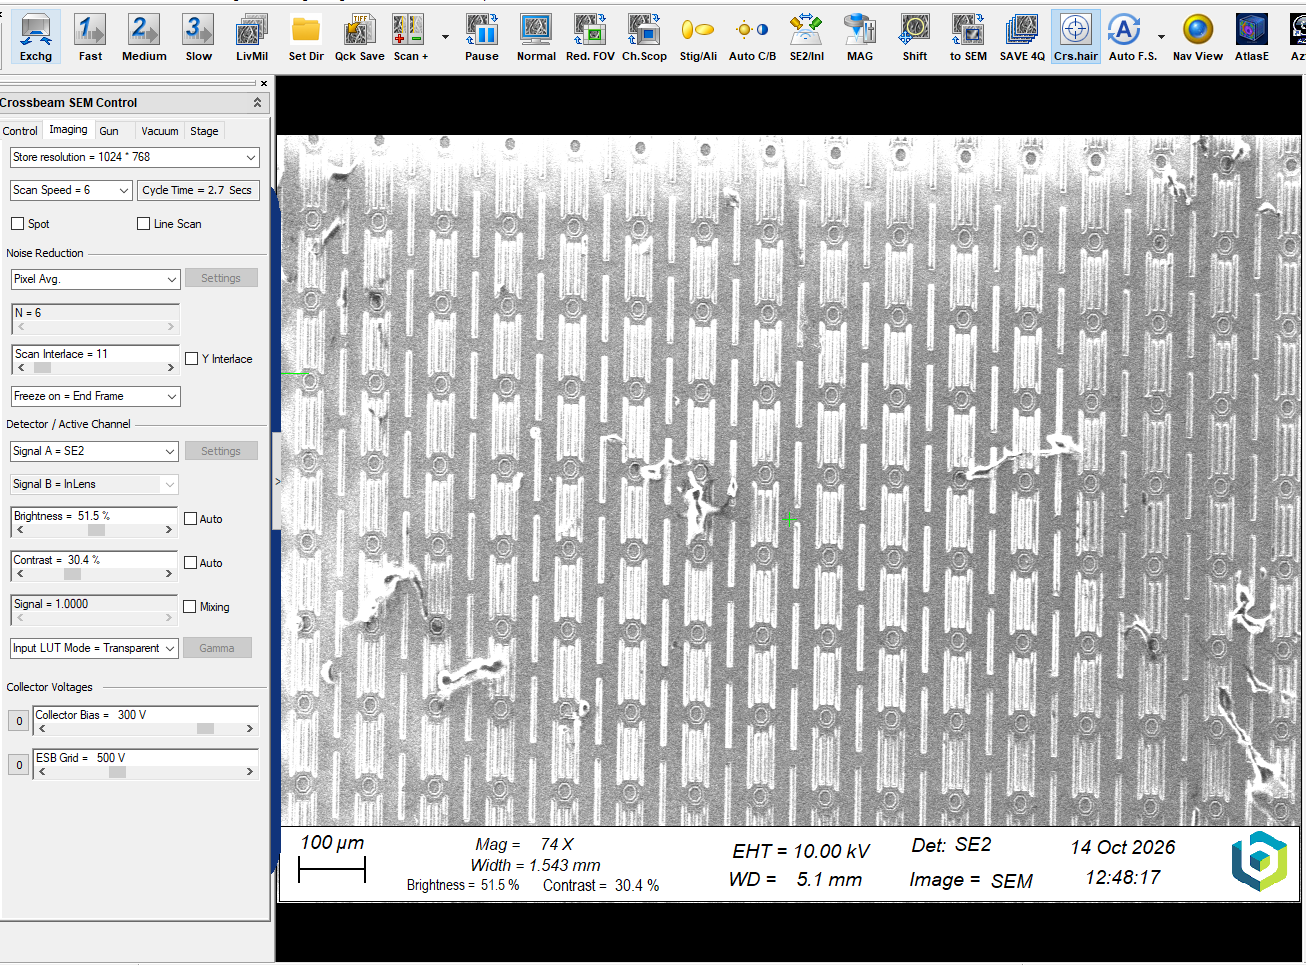 Exchg Fast Medium Slow LivMil Set Dir Qck Save Scan + Pause Normal Red. FOV Ch.Scop Stig/Ali Auto C/B SE2/Inl MAG Shift to SEM SAVE 4Q Crs.hair Auto F.S. Nav View AtlasE
TIFF
Crossbeam SEM Control
Control Imaging Gun Vacuum Stage
Store resolution = 1024 * 768
Scan Speed = 6 Cycle Time = 2.7 Secs
Spot Line Scan
Noise Reduction
Pixel Avg. Settings
N = 6
Scan Interlace = 11 Y Interlace
Freeze on = End Frame
Detector / Active Channel
Signal A = SE2 Settings
Signal B = InLens
Brightness = 51.5 % Auto
Contrast = 30.4 % Auto
Signal = 1.0000 Mixing
Input LUT Mode = Transparent Gamma
Collector Voltages
0 Collector Bias = 300 V
0 ESB Grid = 500 V
100 µm
Mag = 74 X
Width = 1.543 mm
Brightness = 51.5 % Contrast = 30.4 %
EHT = 10.00 kV
WD = 5.1 mm
Det: SE2
Image = SEM
14 Oct 2026
12:48:17